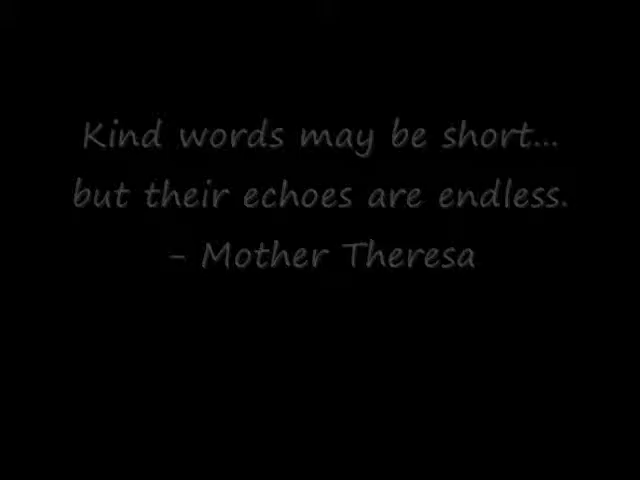 Kind words may be short...
but their echoes are endless.
- Mother Theresa